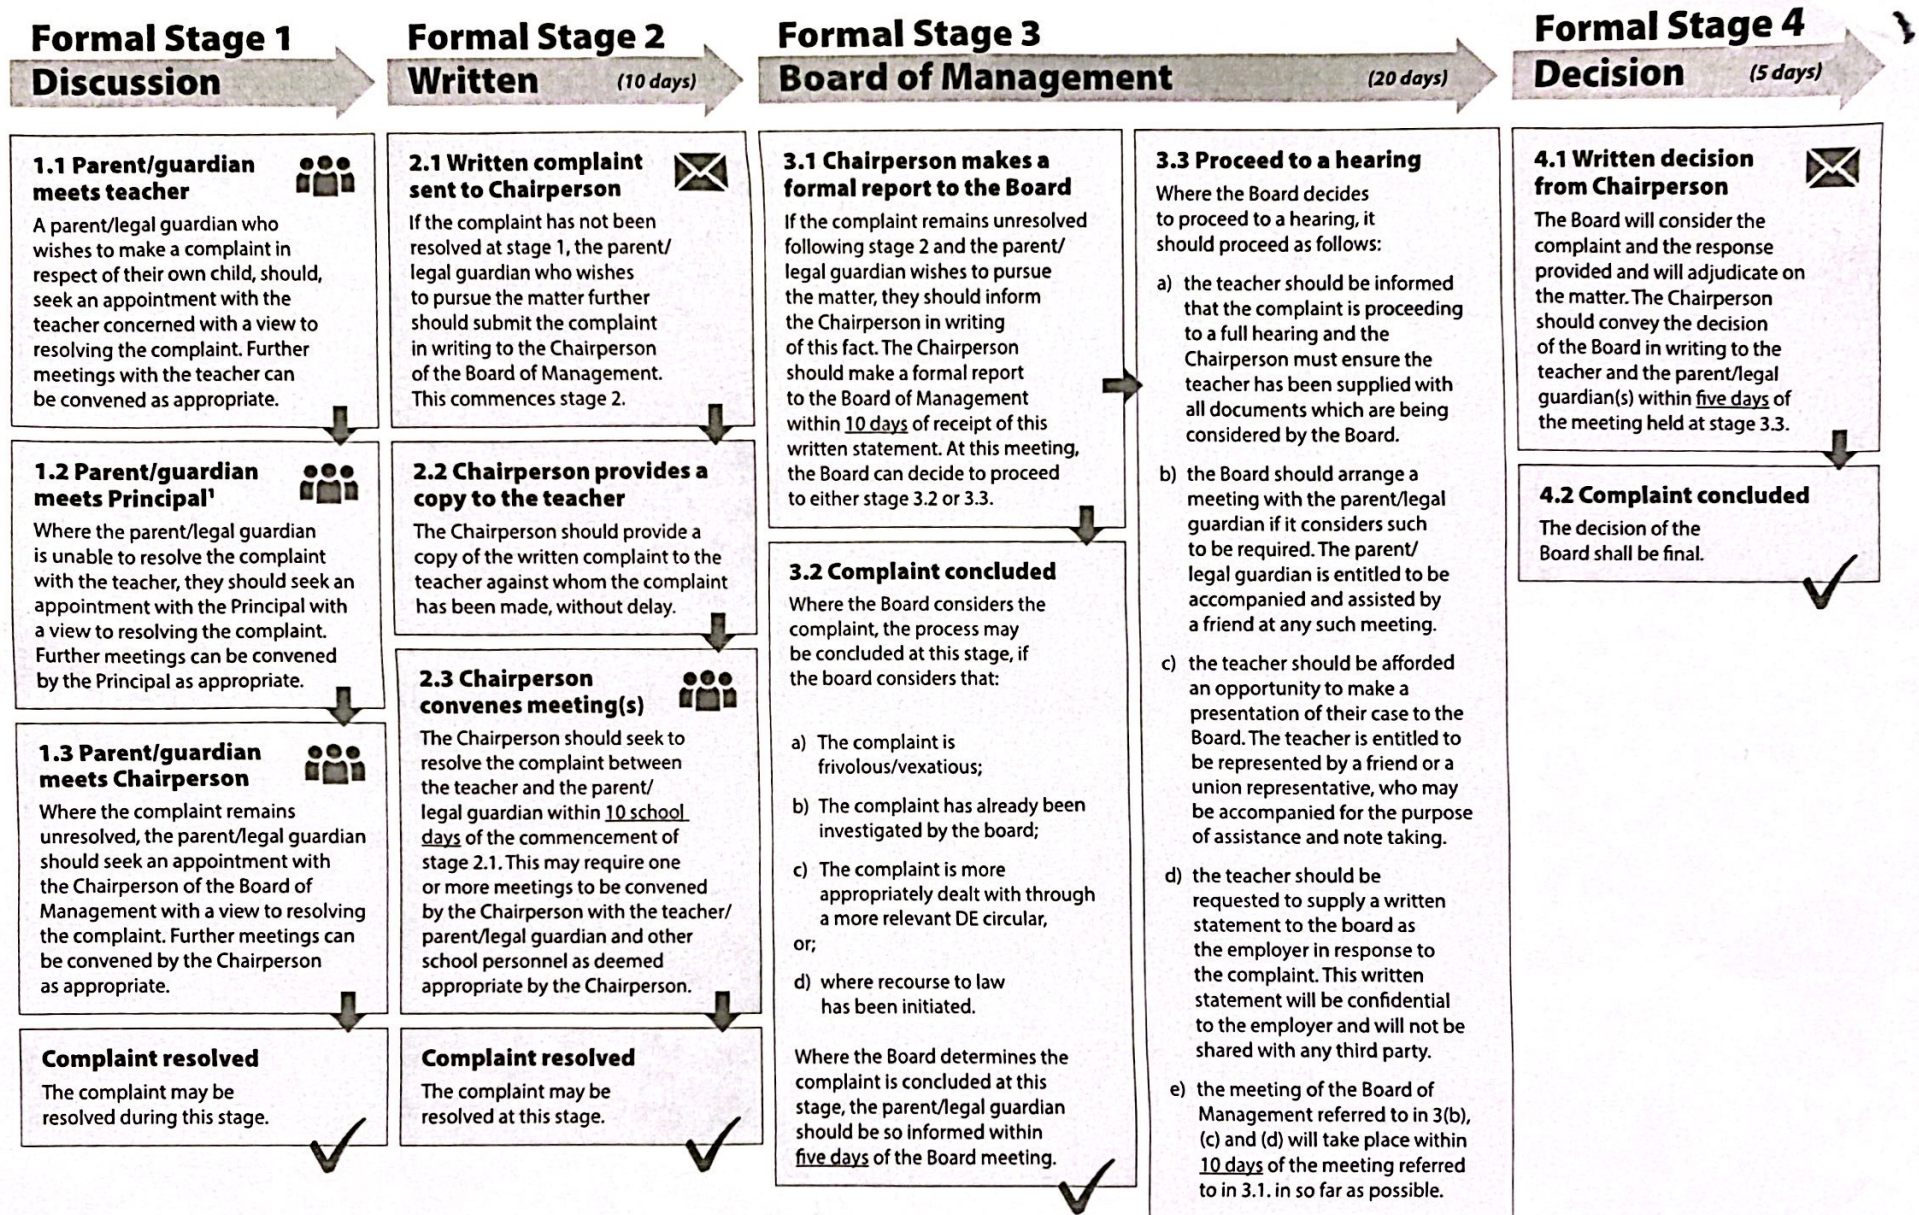 Formal Stage 1
Discussion
1.1 Parent/guardian
meets teacher
A parent/legal guardian who
wishes to make a complaint in
respect of their own child, should,
seek an appointment with the
teacher concerned with a view to
resolving the complaint. Further
meetings with the teacher can
be convened as appropriate.
1.2 Parent/guardian
meets Principal¹
Where the parent/legal guardian
is unable to resolve the complaint
with the teacher, they should seek an
appointment with the Principal with
a view to resolving the complaint.
Further meetings can be convened
by the Principal as appropriate.
1.3 Parent/guardian
meets Chairperson
Where the complaint remains
unresolved, the parent/legal guardian
should seek an appointment with
the Chairperson of the Board of
Management with a view to resolving
the complaint. Further meetings can
be convened by the Chairperson
as appropriate.
Complaint resolved
The complaint may be
resolved during this stage.
Formal Stage 2
Written (10 days)
2.1 Written complaint
sent to Chairperson
If the complaint has not been
resolved at stage 1, the parent/
legal guardian who wishes
to pursue the matter further
should submit the complaint
in writing to the Chairperson
of the Board of Management.
This commences stage 2.
2.2 Chairperson provides a
copy to the teacher
The Chairperson should provide a
copy of the written complaint to the
teacher against whom the complaint
has been made, without delay.
2.3 Chairperson
convenes meeting(s)
The Chairperson should seek to
resolve the complaint between
the teacher and the parent/
legal guardian within 10 school
days of the commencement of
stage 2.1. This may require one
or more meetings to be convened
by the Chairperson with the teacher/
parent/legal guardian and other
school personnel as deemed
appropriate by the Chairperson.
Complaint resolved
The complaint may be
resolved at this stage.
Formal Stage 3
Board of Management (20 days)
3.1 Chairperson makes a
formal report to the Board
If the complaint remains unresolved
following stage 2 and the parent/
legal guardian wishes to pursue
the matter, they should inform
the Chairperson in writing
of this fact. The Chairperson
should make a formal report
to the Board of Management
within 10 days of receipt of this
written statement. At this meeting,
the Board can decide to proceed
to either stage 3.2 or 3.3.
3.2 Complaint concluded
Where the Board considers the
complaint, the process may
be concluded at this stage, if
the board considers that:
a) The complaint is
frivolous/vexatious;
b) The complaint has already been
investigated by the board;
c) The complaint is more
appropriately dealt with through
a more relevant DE circular,
or;
d) where recourse to law
has been initiated.
Where the Board determines the
complaint is concluded at this
stage, the parent/legal guardian
should be so informed within
five days of the Board meeting.
3.3 Proceed to a hearing
Where the Board decides
to proceed to a hearing, it
should proceed as follows:
a) the teacher should be informed
that the complaint is proceeding
to a full hearing and the
Chairperson must ensure the
teacher has been supplied with
all documents which are being
considered by the Board.
b) the Board should arrange a
meeting with the parent/legal
guardian if it considers such
to be required. The parent/
legal guardian is entitled to be
accompanied and assisted by
a friend at any such meeting.
c) the teacher should be afforded
an opportunity to make a
presentation of their case to the
Board. The teacher is entitled to
be represented by a friend or a
union representative, who may
be accompanied for the purpose
of assistance and note taking.
d) the teacher should be
requested to supply a written
statement to the board as
the employer in response to
the complaint. This written
statement will be confidential
to the employer and will not be
shared with any third party.
e) the meeting of the Board of
Management referred to in 3(b),
(c) and (d) will take place within
10 days of the meeting referred
to in 3.1. in so far as possible.
Formal Stage 4
Decision (5 days)
4.1 Written decision
from Chairperson
The Board will consider the
complaint and the response
provided and will adjudicate on
the matter. The Chairperson
should convey the decision
of the Board in writing to the
teacher and the parent/legal
guardian(s) within five days of
the meeting held at stage 3.3.
4.2 Complaint concluded
The decision of the
Board shall be final.